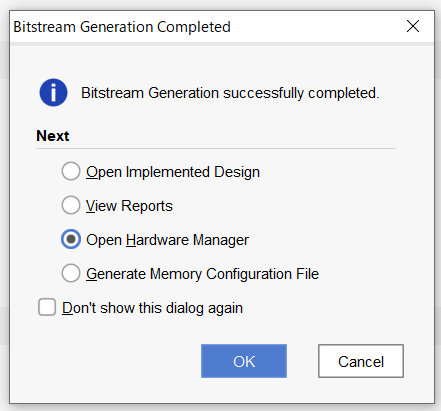 Bitstream Generation Completed
Bitstream Generation successfully completed.
Next
Open Implemented Design
View Reports
Open Hardware Manager
Generate Memory Configuration File
Don't show this dialog again
OK
Cancel